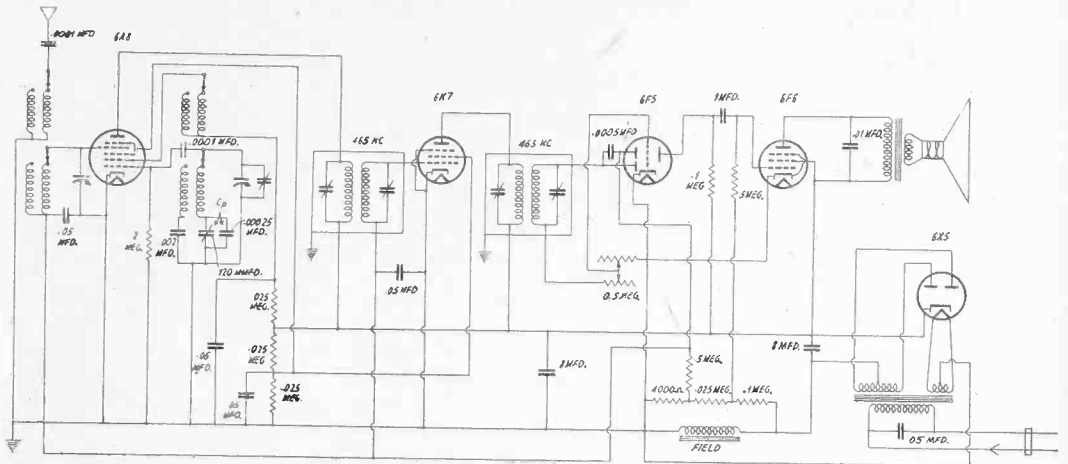 .0001 MFD
6A8
.0001 MFD.
.05
MFD.
2
MEG.
.002
MFD.
Cp
.00025
MFD.
120 MMFD.
.025
MEG.
.025
MEG
.025
MEG.
.05
MFD.
.05
MFD.
465 KC
.05 MFD
6K7
465 KC
6F5
.0005 MFD
.1 MFD.
6F6
.01 MFD.
.1
MEG
.5 MEG.
0.5 MEG.
8 MFD.
.5 MEG.
4000Ω
.025 MEG.
.1 MEG.
FIELD
8 MFD.
6X5
.05 MFD.